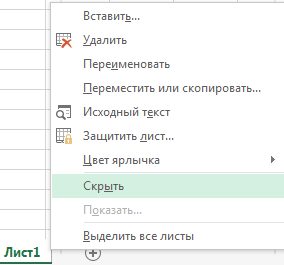 Вставить...
Удалить
Переименовать
Переместить или скопировать...
Исходный текст
Защитить лист...
Цвет ярлычка
Скрыть
Показать...
Выделить все листы
Лист1